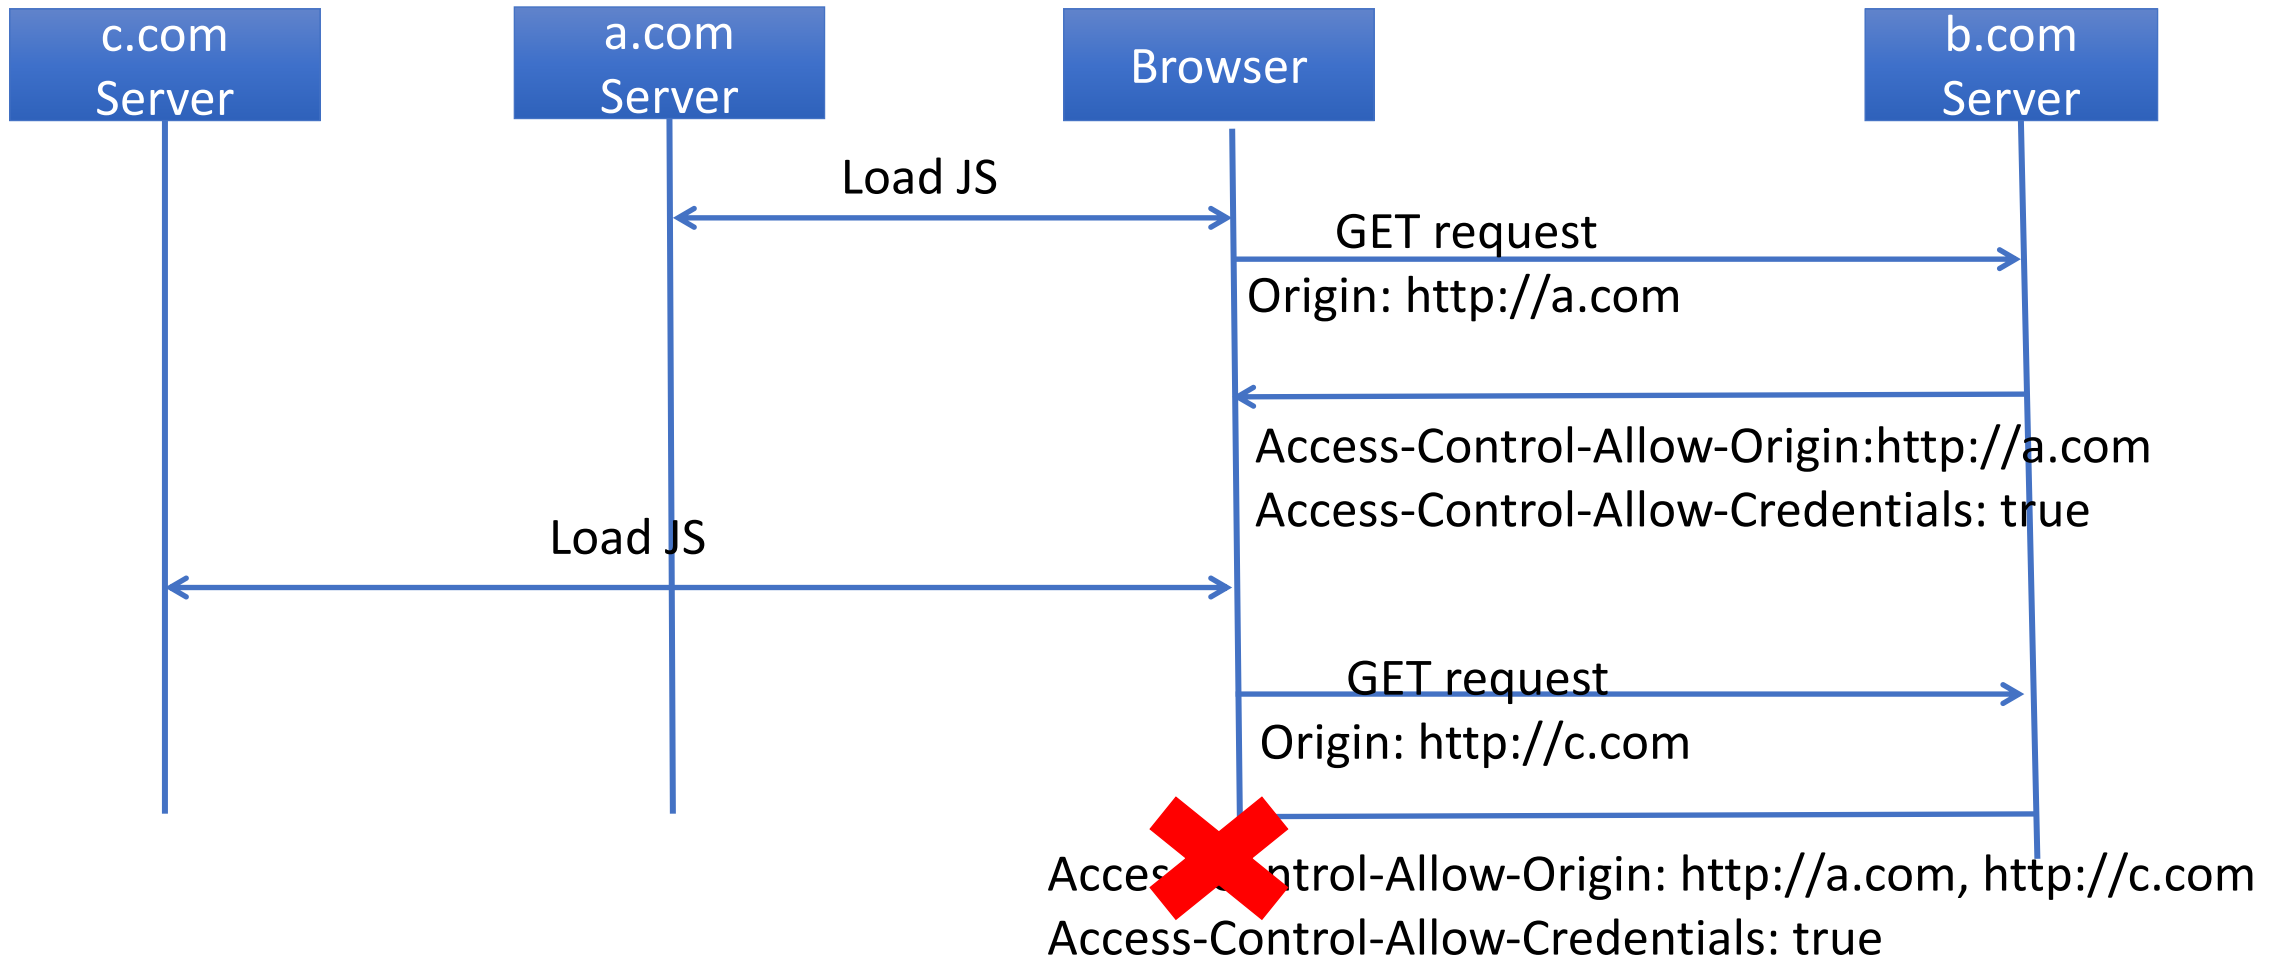 c.com
Server
a.com
Server
Browser
b.com
Server
Load JS
GET request
Origin: http://a.com
Access-Control-Allow-Origin:http://a.com
Access-Control-Allow-Credentials: true
Load JS
GET request
Origin: http://c.com
Access-Control-Allow-Origin: http://a.com, http://c.com
Access-Control-Allow-Credentials: true